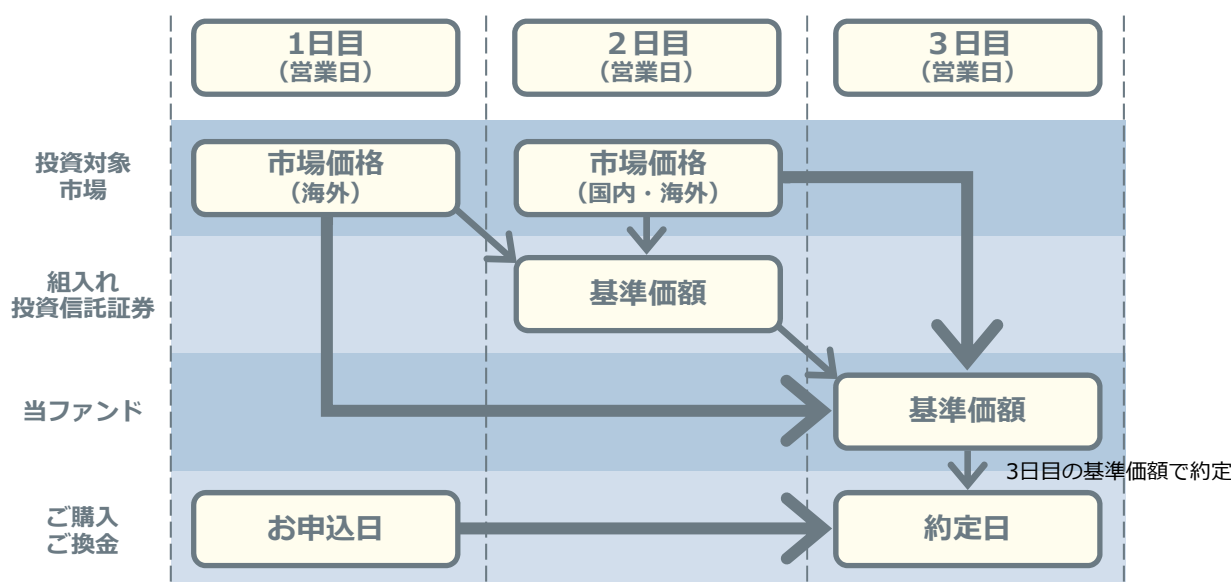 1日目
（営業日）
２日目
（営業日）
３日目
（営業日）
投資対象
市場
市場価格
（海外）
市場価格
（国内・海外）
組入れ
投資信託証券
基準価額
当ファンド
基準価額
3日目の基準価額で約定
ご購入
ご換金
お申込日
約定日